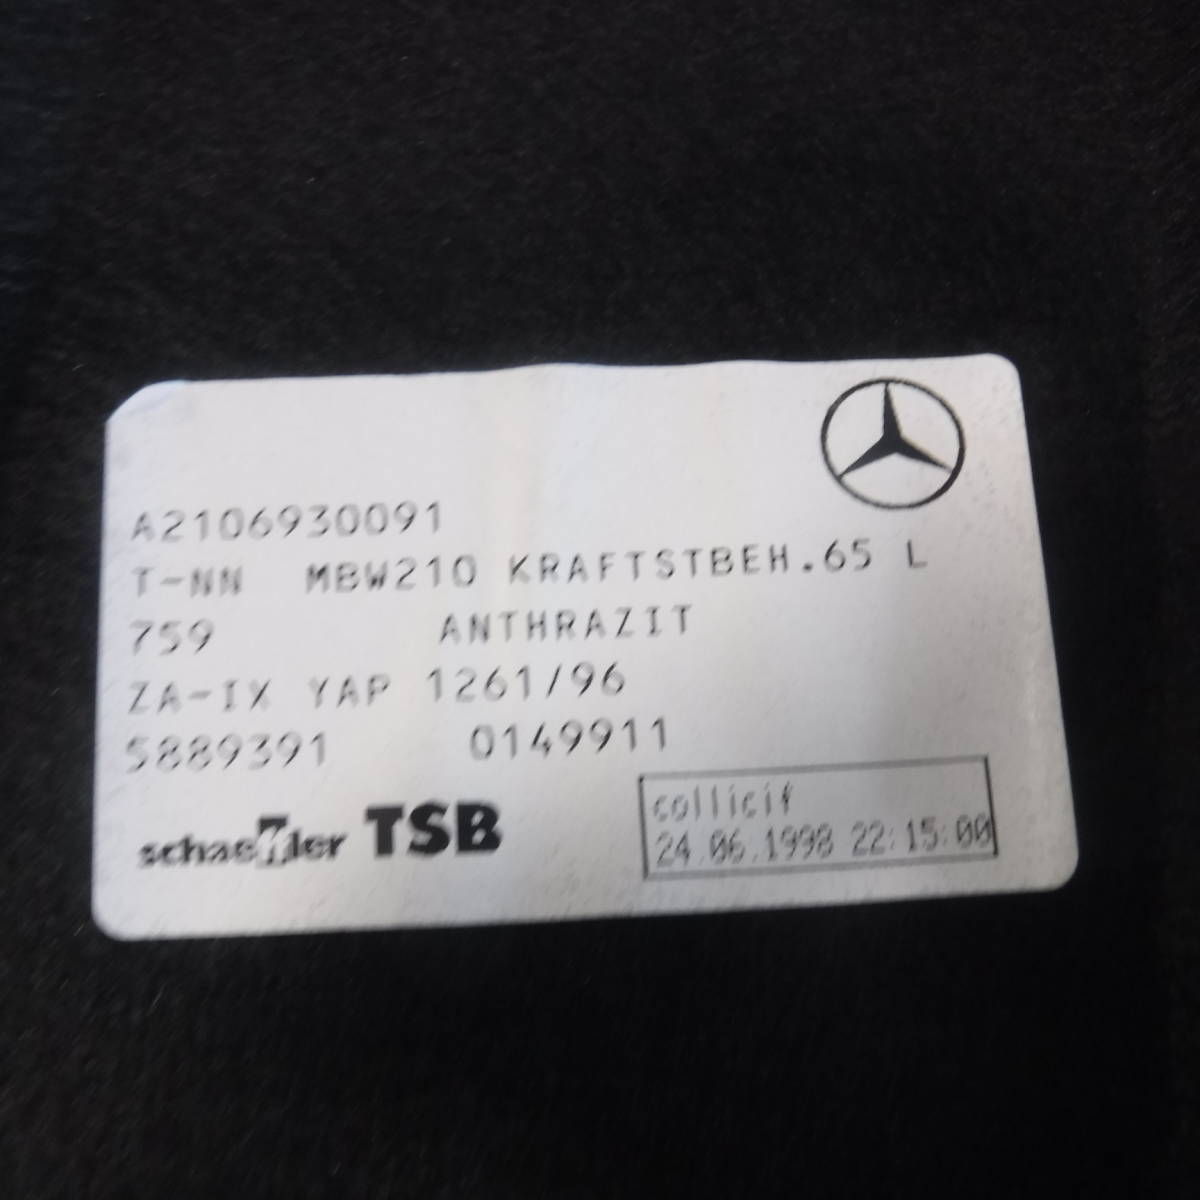 A2106930091
T-NN MBW210 KRAFTSTBEH.65 L
759 ANTHRAZIT
ZA-IX YAP 1261/96
5889391 0149911
schaeffler TSB
collicif
24.06.1998 22:15:00